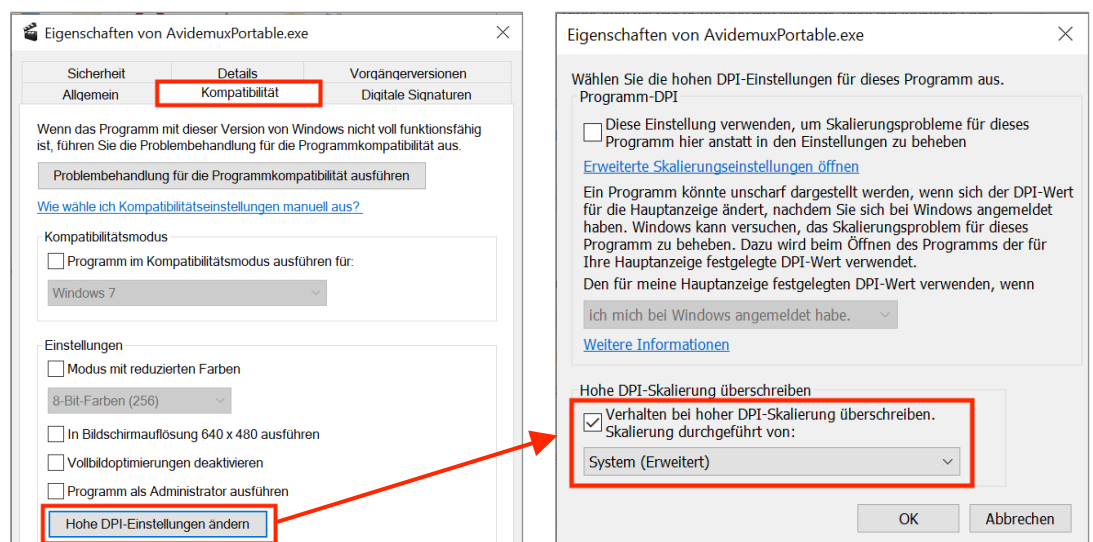 Eigenschaften von AvidemuxPortable.exe
Sicherheit
Details
Vorgängerversionen
Allgemein
Kompatibilität
Digitale Signaturen
Wenn das Programm mit dieser Version von Windows nicht voll funktionsfähig
ist, führen Sie die Problembehandlung für die Programmkompatibilität aus.
Problembehandlung für die Programmkompatibilität ausführen
Wie wähle ich Kompatibilitätseinstellungen manuell aus?
Kompatibilitätsmodus
Programm im Kompatibilitätsmodus ausführen für:
Windows 7
Einstellungen
Modus mit reduzierten Farben
8-Bit-Farben (256)
In Bildschirmauflösung 640 x 480 ausführen
Vollbildoptimierungen deaktivieren
Programm als Administrator ausführen
Hohe DPI-Einstellungen ändern
Eigenschaften von AvidemuxPortable.exe
Wählen Sie die hohen DPI-Einstellungen für dieses Programm aus.
Programm-DPI
Diese Einstellung verwenden, um Skalierungsprobleme für dieses
Programm hier anstatt in den Einstellungen zu beheben
Erweiterte Skalierungseinstellungen öffnen
Ein Programm könnte unscharf dargestellt werden, wenn sich der DPI-Wert
für die Hauptanzeige ändert, nachdem Sie sich bei Windows angemeldet
haben. Windows kann versuchen, das Skalierungsproblem für dieses
Programm zu beheben. Dazu wird beim Öffnen des Programms der für
Ihre Hauptanzeige festgelegte DPI-Wert verwendet.
Den für meine Hauptanzeige festgelegten DPI-Wert verwenden, wenn
ich mich bei Windows angemeldet habe.
Weitere Informationen
Hohe DPI-Skalierung überschreiben
Verhalten bei hoher DPI-Skalierung überschreiben.
Skalierung durchgeführt von:
System (Erweitert)
OK
Abbrechen